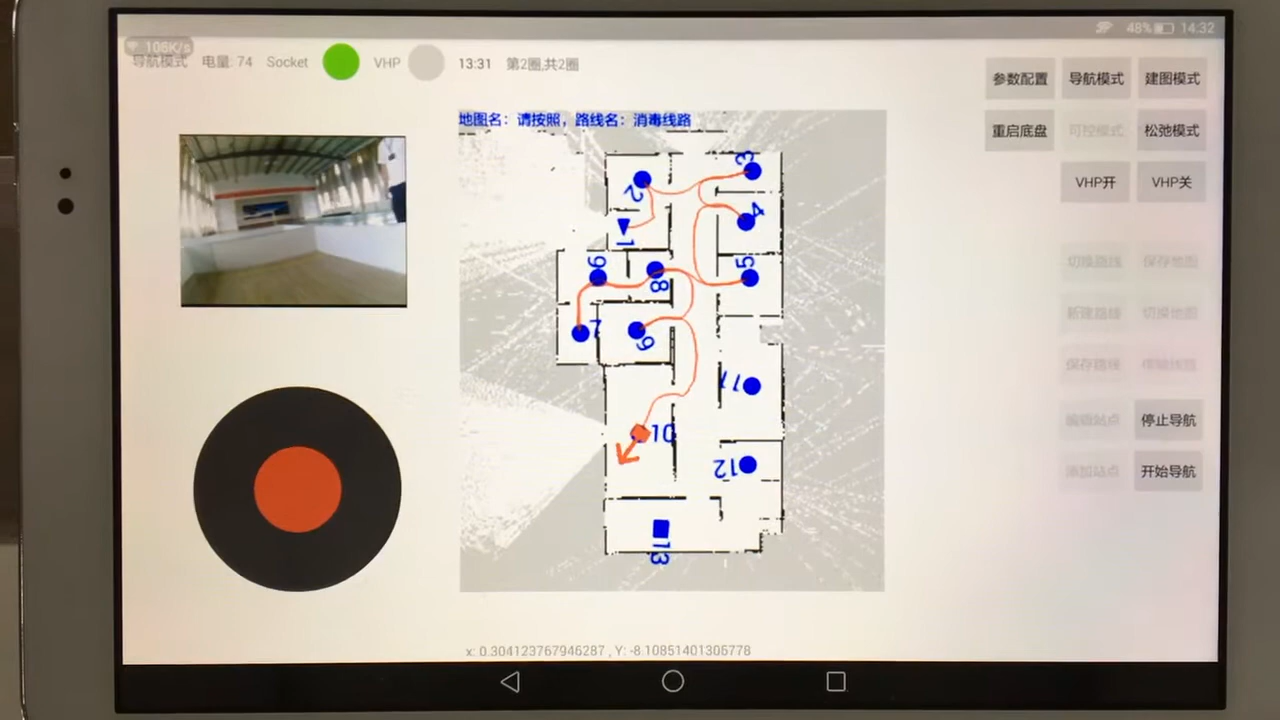 106K/s
48% 14:32
导航模式 电量: 74 Socket VHP 13:31 第2圈,共2圈
参数配置 导航模式 建图模式
重启底盘 可控模式 松弛模式
VHP开 VHP关
切换路线 保存地图
新建路线 切换地图
保存路线
编辑站点 停止导航
添加站点 开始导航
地图名：请按照，路线名：消毒线路
3
2
4
1
5
6
8
7
9
11
10
12
13
x: 0.304123767946287 , Y: -8.10851401306778